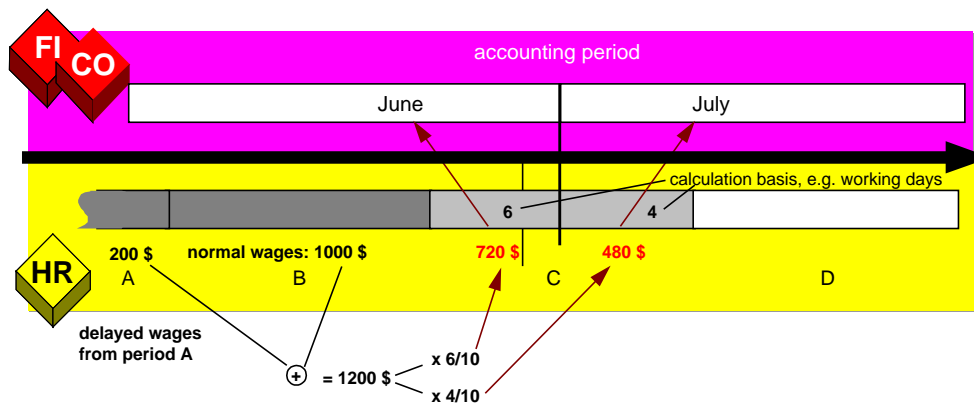 FI
CO
accounting period
June
July
calculation basis, e.g. working days
6
4
200 $
normal wages: 1000 $
720 $
480 $
HR
A
B
C
D
delayed wages
from period A
+
= 1200 $
x 6/10
x 4/10